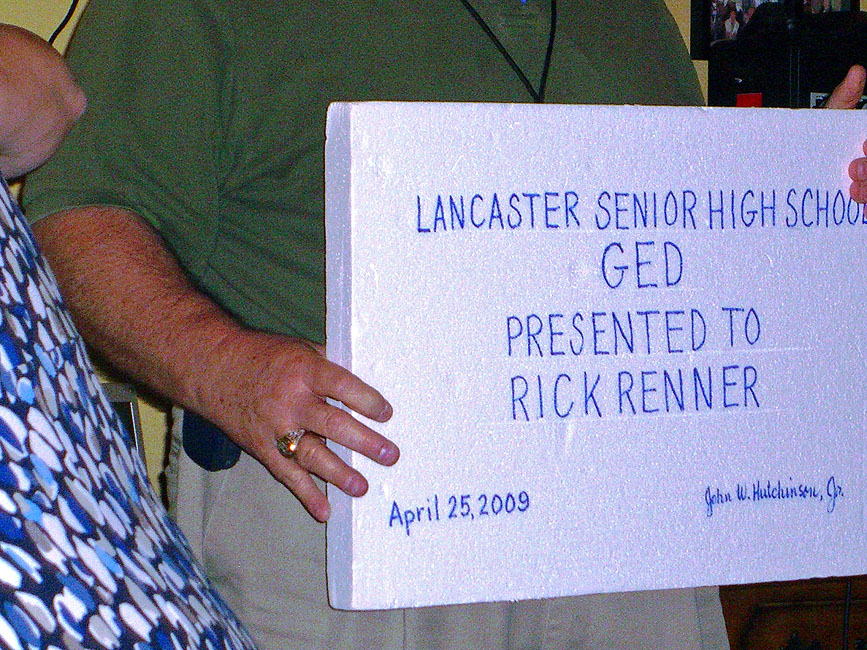 LANCASTER SENIOR HIGH SCHOOL
GED
PRESENTED TO
RICK RENNER
April 25, 2009
John W. Hutchinson, Jr.